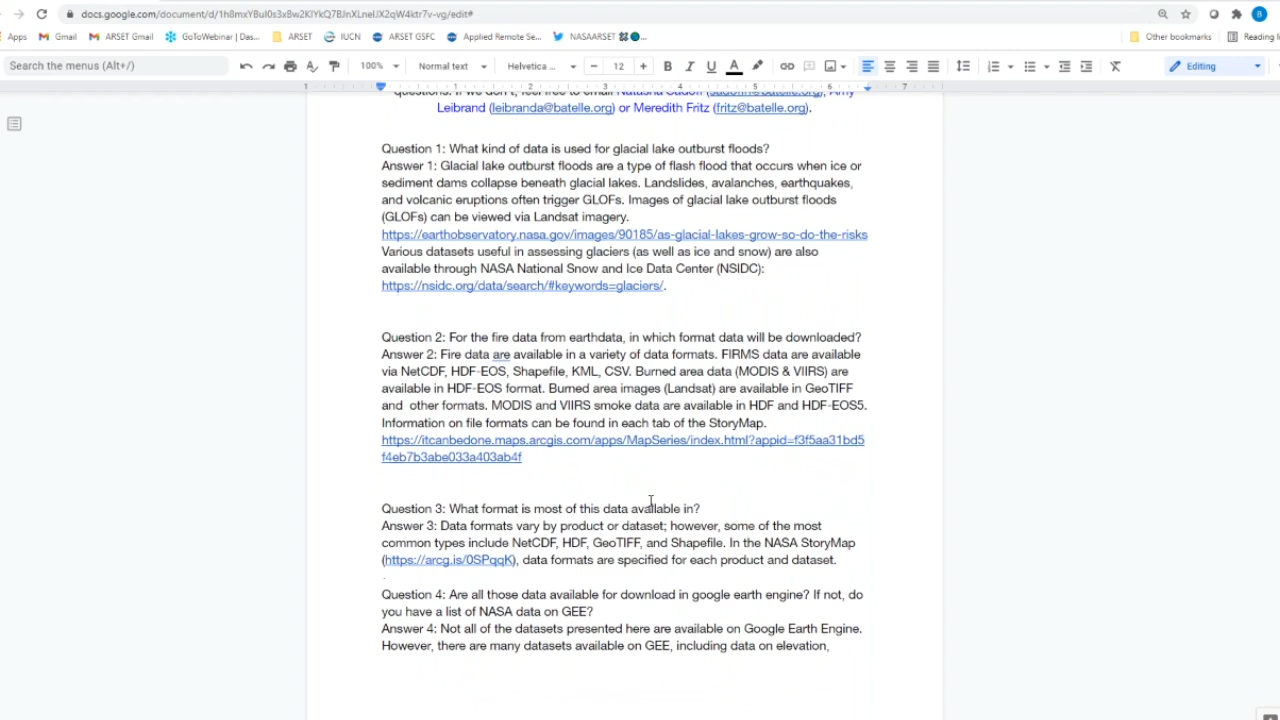 docs.google.com/document/d/1h8mxYBuI0s3x8w2KlYkQ7BJnXLneIJX2qW4ktr7v-vg/edit#
B
Apps Gmail ARSET Gmail GoToWebinar | Das... ARSET IUCN ARSET GSFC Applied Remote Se... NASAARSET Other bookmarks Reading li
Search the menus (Alt+/) 100% Normal text Helvetica ... 12 B I U A Editing
1 1 2 3 4 5 6 7
Leibrand (leibranda@batelle.org) or Meredith Fritz (fritz@batelle.org).
Question 1: What kind of data is used for glacial lake outburst floods?
Answer 1: Glacial lake outburst floods are a type of flash flood that occurs when ice or
sediment dams collapse beneath glacial lakes. Landslides, avalanches, earthquakes,
and volcanic eruptions often trigger GLOFs. Images of glacial lake outburst floods
(GLOFs) can be viewed via Landsat imagery.
https://earthobservatory.nasa.gov/images/90185/as-glacial-lakes-grow-so-do-the-risks
Various datasets useful in assessing glaciers (as well as ice and snow) are also
available through NASA National Snow and Ice Data Center (NSIDC):
https://nsidc.org/data/search/#keywords=glaciers/.
Question 2: For the fire data from earthdata, in which format data will be downloaded?
Answer 2: Fire data are available in a variety of data formats. FIRMS data are available
via NetCDF, HDF-EOS, Shapefile, KML, CSV. Burned area data (MODIS & VIIRS) are
available in HDF-EOS format. Burned area images (Landsat) are available in GeoTIFF
and other formats. MODIS and VIIRS smoke data are available in HDF and HDF-EOS5.
Information on file formats can be found in each tab of the StoryMap.
https://itcanbedone.maps.arcgis.com/apps/MapSeries/index.html?appid=f3f5aa31bd5
f4eb7b3abe033a403ab4f
Question 3: What format is most of this data available in?
Answer 3: Data formats vary by product or dataset; however, some of the most
common types include NetCDF, HDF, GeoTIFF, and Shapefile. In the NASA StoryMap
(https://arcg.is/0SPqqK), data formats are specified for each product and dataset.
.
Question 4: Are all those data available for download in google earth engine? If not, do
you have a list of NASA data on GEE?
Answer 4: Not all of the datasets presented here are available on Google Earth Engine.
However, there are many datasets available on GEE, including data on elevation,